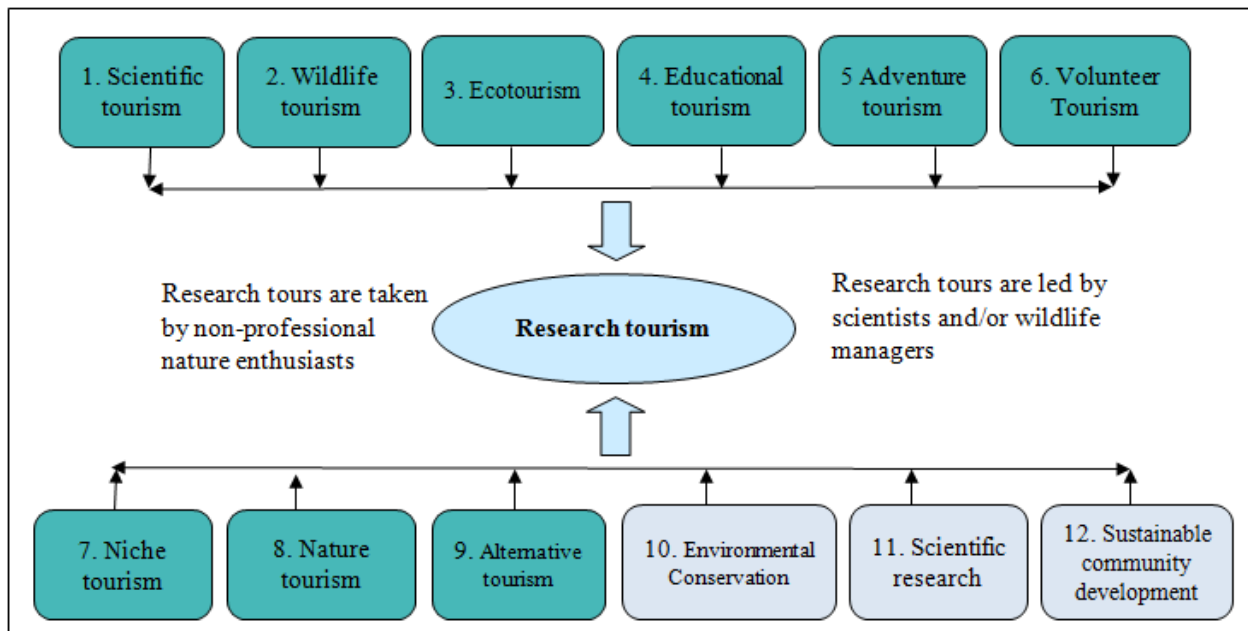 1. Scientific
tourism
2. Wildlife
tourism
3. Ecotourism
4. Educational
tourism
5 Adventure
tourism
6. Volunteer
Tourism
Research tours are taken
by non-professional
nature enthusiasts
Research tourism
Research tours are led by
scientists and/or wildlife
managers
7. Niche
tourism
8. Nature
tourism
9. Alternative
tourism
10. Environmental
Conservation
11. Scientific
research
12. Sustainable
community
development